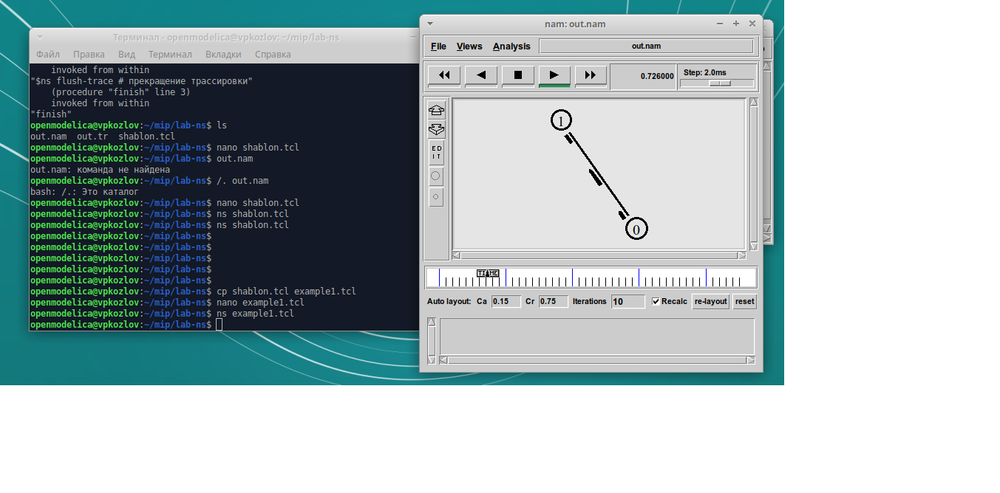 Терминал - openmodelica@vpkozlov: ~/mip/lab-ns
Файл Правка Вид Терминал Вкладки Справка
invoked from within
"$ns flush-trace # прекращение трассировки"
(procedure "finish" line 3)
invoked from within
"finish"
openmodelica@vpkozlov:~/mip/lab-ns$ ls
out.nam out.tr shablon.tcl
openmodelica@vpkozlov:~/mip/lab-ns$ nano shablon.tcl
openmodelica@vpkozlov:~/mip/lab-ns$ out.nam
out.nam: команда не найдена
openmodelica@vpkozlov:~/mip/lab-ns$ /. out.nam
bash: /.: Это каталог
openmodelica@vpkozlov:~/mip/lab-ns$ nano shablon.tcl
openmodelica@vpkozlov:~/mip/lab-ns$ ns shablon.tcl
openmodelica@vpkozlov:~/mip/lab-ns$ ns shablon.tcl
openmodelica@vpkozlov:~/mip/lab-ns$
openmodelica@vpkozlov:~/mip/lab-ns$
openmodelica@vpkozlov:~/mip/lab-ns$
openmodelica@vpkozlov:~/mip/lab-ns$
openmodelica@vpkozlov:~/mip/lab-ns$
openmodelica@vpkozlov:~/mip/lab-ns$ cp shablon.tcl example1.tcl
openmodelica@vpkozlov:~/mip/lab-ns$ nano example1.tcl
openmodelica@vpkozlov:~/mip/lab-ns$ ns example1.tcl
openmodelica@vpkozlov:~/mip/lab-ns$
nam: out.nam
File Views Analysis out.nam
0.726000 Step: 2.0ms
ED
IT
1
0
TIME
Auto layout: Ca 0.15 Cr 0.75 Iterations 10 Recalc re-layout reset